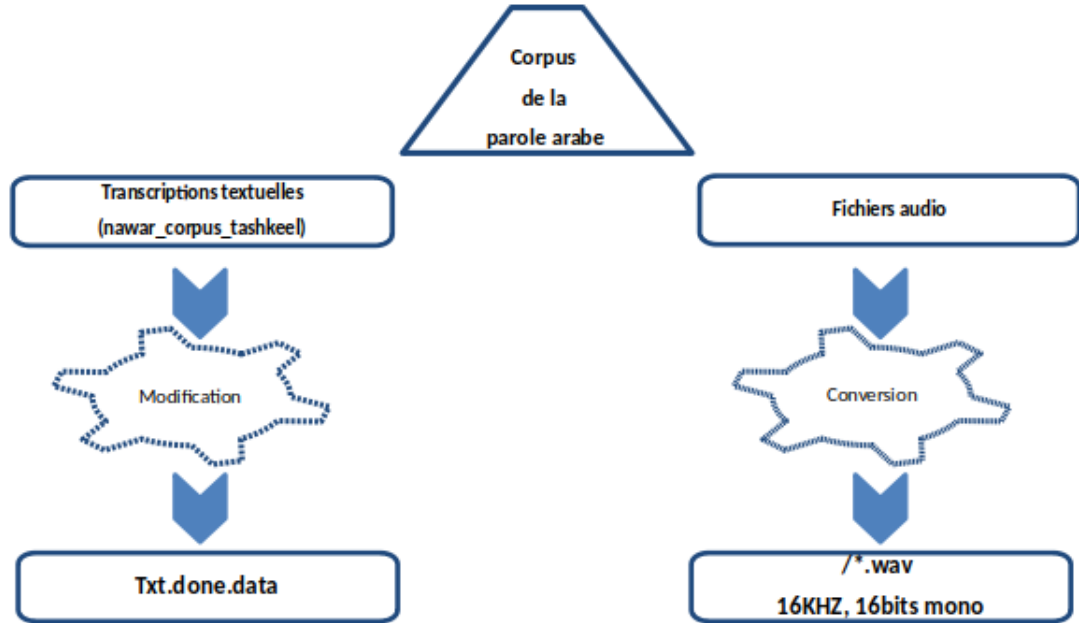 Corpus
de la
parole arabe
Transcriptions textuelles
(nawar_corpus_tashkeel)
Fichiers audio
Modification
Conversion
Txt.done.data
/*.wav
16KHZ, 16bits mono